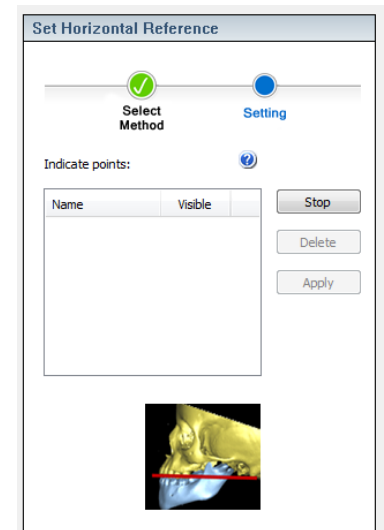 Set Horizontal Reference
Select
Method
Setting
Indicate points:
?
Name Visible
Stop
Delete
Apply